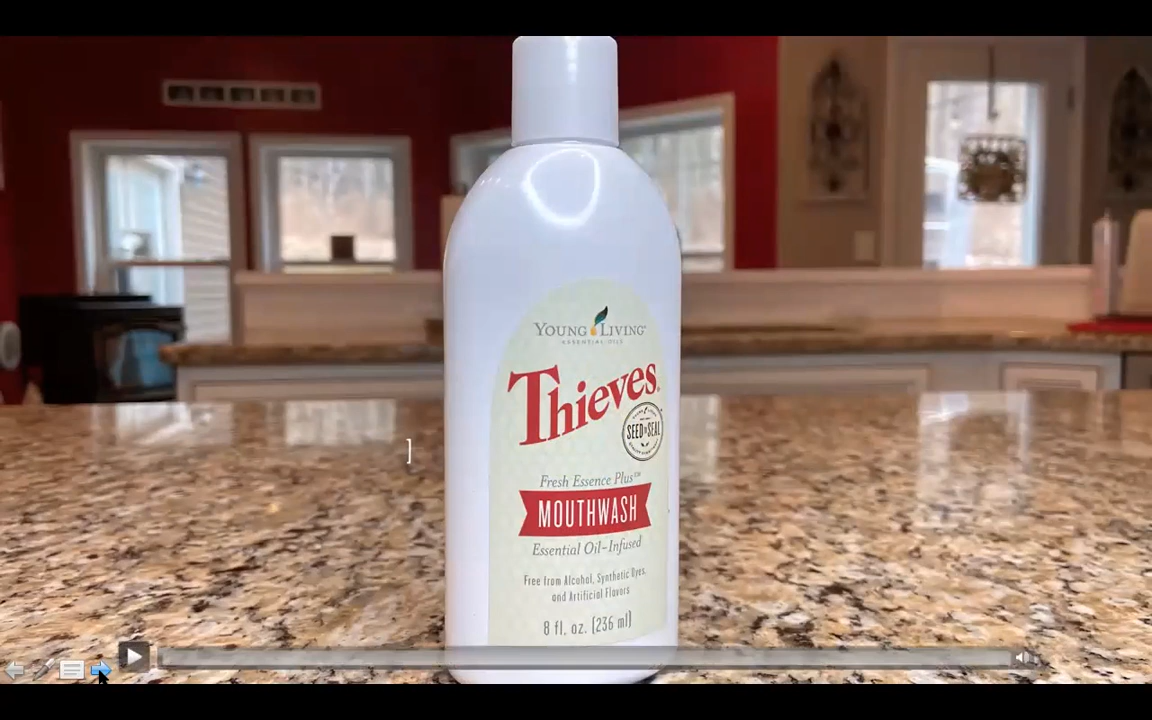 YOUNG LIVING
ESSENTIAL OILS
Thieves®
SEED TO SEAL
Fresh Essence Plus™
MOUTHWASH
Essential Oil-Infused
Free from Alcohol, Synthetic Dyes,
and Artificial Flavors
8 fl. oz. (236 ml)
]